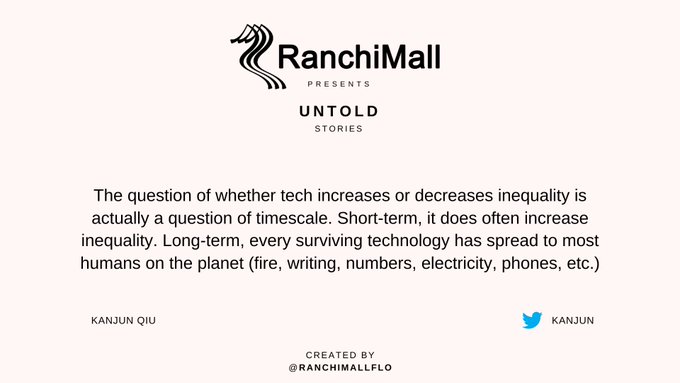 RanchiMall
PRESENTS
UNTOLD
STORIES
The question of whether tech increases or decreases inequality is
actually a question of timescale. Short-term, it does often increase
inequality. Long-term, every surviving technology has spread to most
humans on the planet (fire, writing, numbers, electricity, phones, etc.)
KANJUN QIU
KANJUN
CREATED BY
@RANCHIMALLFLO